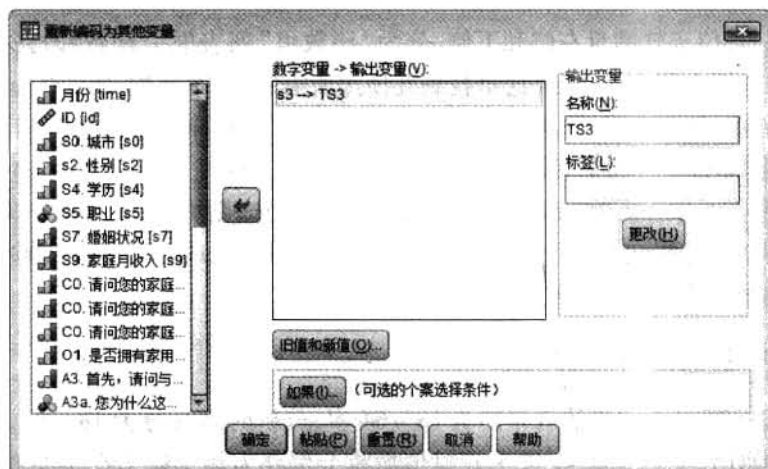 重新编码为其他变量
月份 [time]
ID [id]
S0. 城市 [s0]
s2. 性别 [s2]
S4. 学历 [s4]
S5. 职业 [s5]
S7. 婚姻状况 [s7]
S9. 家庭月收入 [s9]
C0. 请问您的家庭...
C0. 请问您的家庭...
C0. 请问您的家庭...
O1. 是否拥有家用...
A3. 首先，请问与...
A3a. 您为什么这...
数字变量 -> 输出变量(V):
s3 --> TS3
输出变量
名称(N):
TS3
标签(L):
更改(H)
旧值和新值(O)...
如果(I)... （可选的个案选择条件）
确定 粘贴(P) 重置(R) 取消 帮助